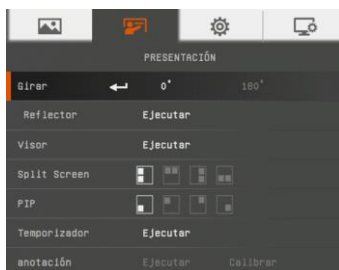 PRESENTACIÓN
Girar 0° 180°
Reflector Ejecutar
Visor Ejecutar
Split Screen
PIP
Temporizador Ejecutar
anotación Ejecutar Calibrar